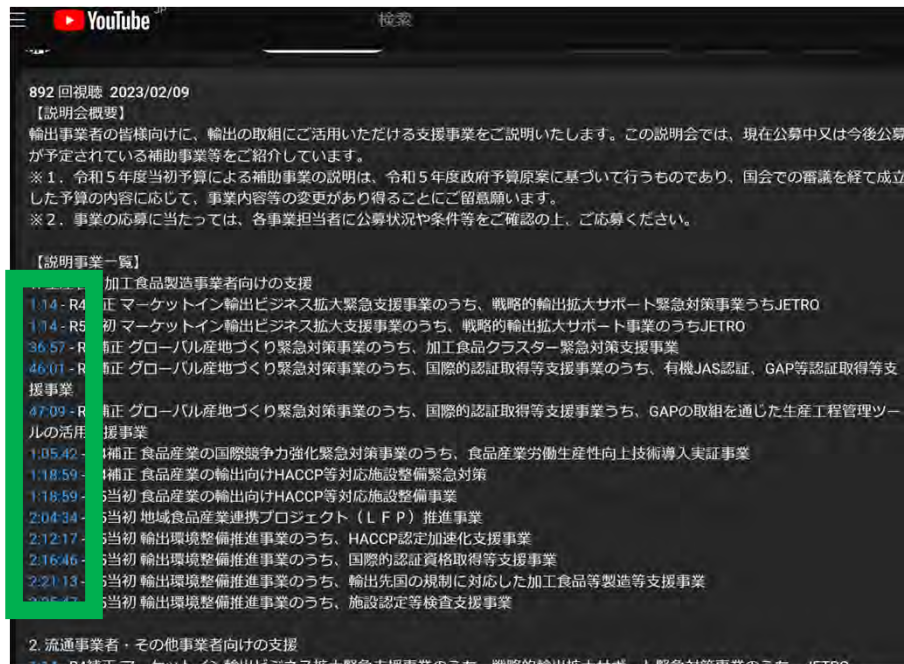 YouTube JP
検索
892 回視聴 2023/02/09
【説明会概要】
輸出事業者の皆様向けに、輸出の取組にご活用いただける支援事業をご説明いたします。この説明会では、現在公募中又は今後公募
が予定されている補助事業等をご紹介しています。
※１．令和５年度当初予算による補助事業の説明は、令和５年度政府予算原案に基づいて行うものであり、国会での審議を経て成立
した予算の内容に応じて、事業内容等の変更があり得ることにご留意願います。
※２．事業の応募に当たっては、各事業担当者に公募状況や条件等をご確認の上、ご応募ください。
【説明事業一覧】
加工食品製造事業者向けの支援
1:14 - R4 正 マーケットイン輸出ビジネス拡大緊急支援事業のうち、戦略的輸出拡大サポート緊急対策事業うちJETRO
1:14 - R5 初 マーケットイン輸出ビジネス拡大支援事業のうち、戦略的輸出拡大サポート事業のうちJETRO
36:57 - R 補正 グローバル産地づくり緊急対策事業のうち、加工食品クラスター緊急対策支援事業
46:01 - R 補正 グローバル産地づくり緊急対策事業のうち、国際的認証取得等支援事業のうち、有機JAS認証、GAP等認証取得等支
援事業
47:09 - R 補正 グローバル産地づくり緊急対策事業のうち、国際的認証取得等支援事業うち、GAPの取組を通じた生産工程管理ツー
ルの活用 援事業
1:05:42 - 4補正 食品産業の国際競争力強化緊急対策事業のうち、食品産業労働生産性向上技術導入実証事業
1:18:59 - 4補正 食品産業の輸出向けHACCP等対応施設整備緊急対策
1:18:59 - 5当初 食品産業の輸出向けHACCP等対応施設整備事業
2:04:34 - 5当初 地域食品産業連携プロジェクト（ＬＦＰ）推進事業
2:12:17 - 5当初 輸出環境整備推進事業のうち、HACCP認定加速化支援事業
2:16:46 - 5当初 輸出環境整備推進事業のうち、国際的認証資格取得等支援事業
2:21:13 - 5当初 輸出環境整備推進事業のうち、輸出先国の規制に対応した加工食品等製造等支援事業
5当初 輸出環境整備推進事業のうち、施設認定等検査支援事業
2. 流通事業者・その他事業者向けの支援